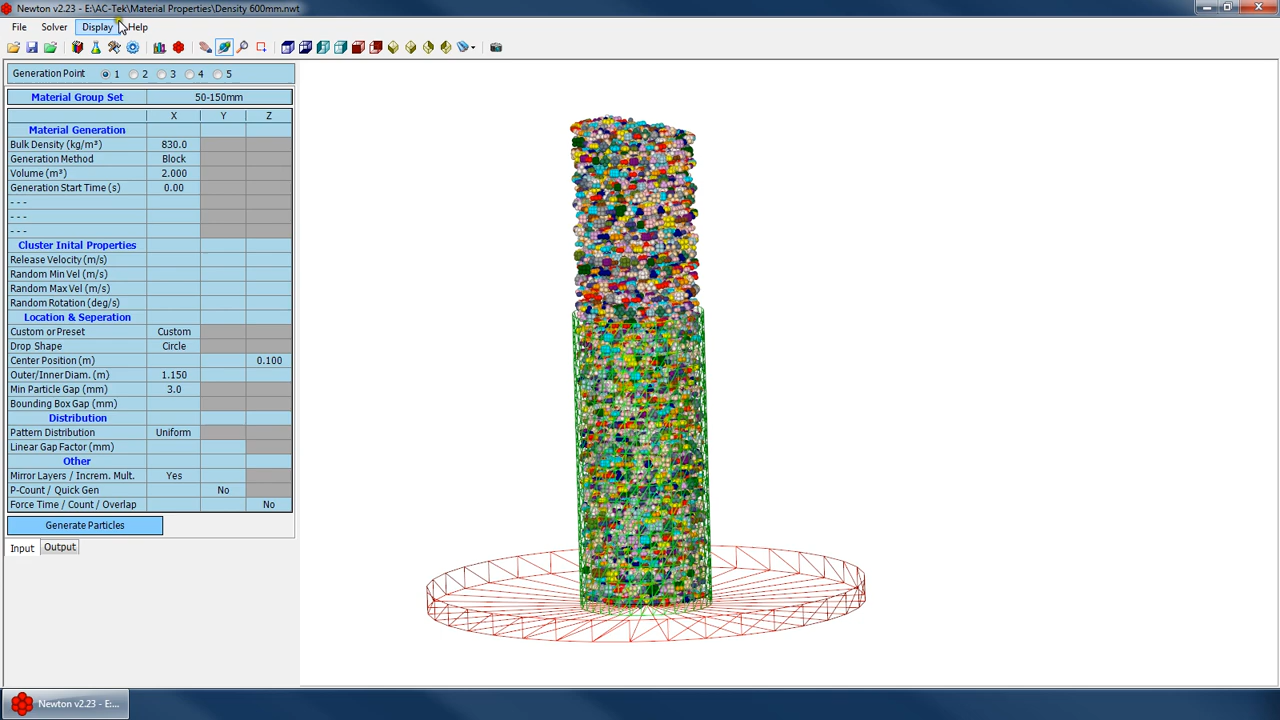 Newton v2.23 - E:\AC-Tek\Material Properties\Density 600mm.nwt
File Solver Display Help
Generation Point 1 2 3 4 5
Material Group Set 50-150mm
X Y Z
Material Generation
Bulk Density (kg/m³) 830.0
Generation Method Block
Volume (m³) 2.000
Generation Start Time (s) 0.00
- - -
- - -
- - -
Cluster Inital Properties
Release Velocity (m/s)
Random Min Vel (m/s)
Random Max Vel (m/s)
Random Rotation (deg/s)
Location & Seperation
Custom or Preset Custom
Drop Shape Circle
Center Position (m) 0.100
Outer/Inner Diam. (m) 1.150
Min Particle Gap (mm) 3.0
Bounding Box Gap (mm)
Distribution
Pattern Distribution Uniform
Linear Gap Factor (mm)
Other
Mirror Layers / Increm. Mult. Yes
P-Count / Quick Gen No
Force Time / Count / Overlap No
Generate Particles
Input Output
Newton v2.23 - E:...